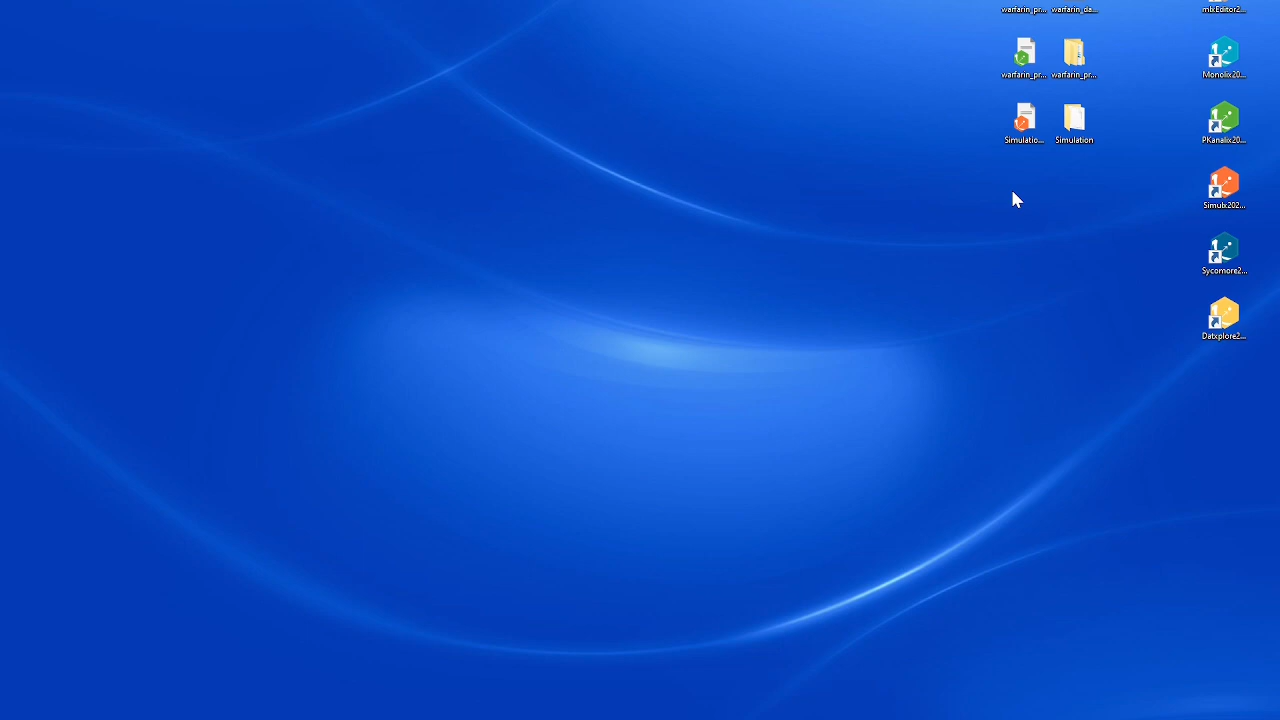 warfarin_pr... warfarin_da... mlxEditor2...
warfarin_pr... warfarin_pr... Monolix20...
Simulatio... Simulation PKanalix20...
Simulx202...
Sycomore2...
Datxplore2...